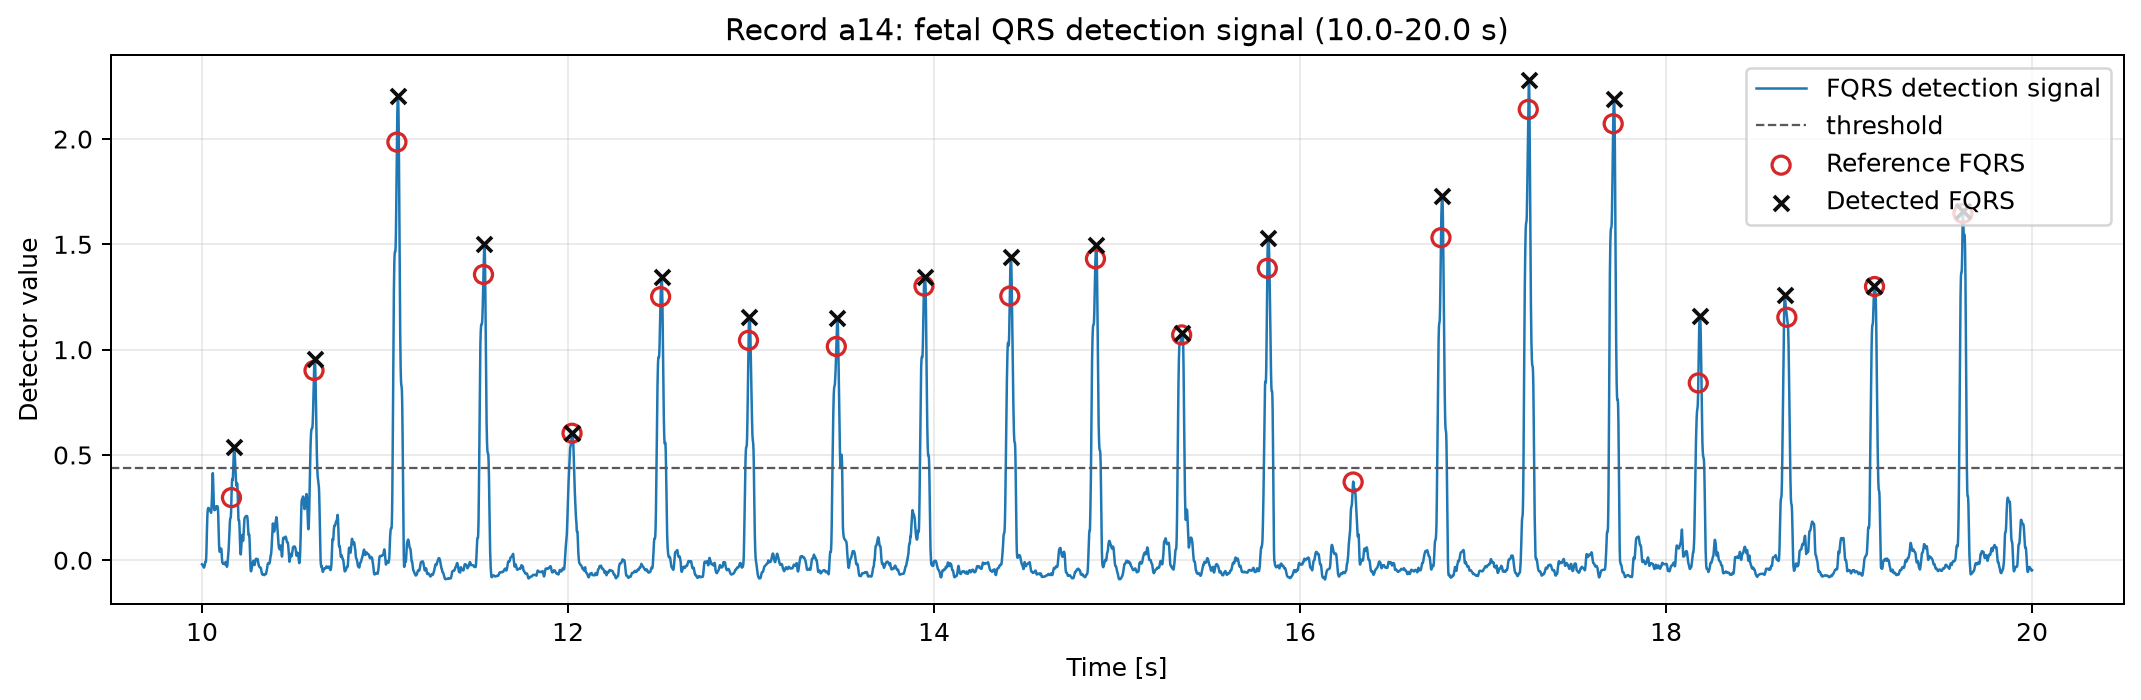 Record a14: fetal QRS detection signal (10.0-20.0 s)
FQRS detection signal
threshold
Reference FQRS
Detected FQRS
Detector value
2.0
1.5
1.0
0.5
0.0
10 12 14 16 18 20
Time [s]